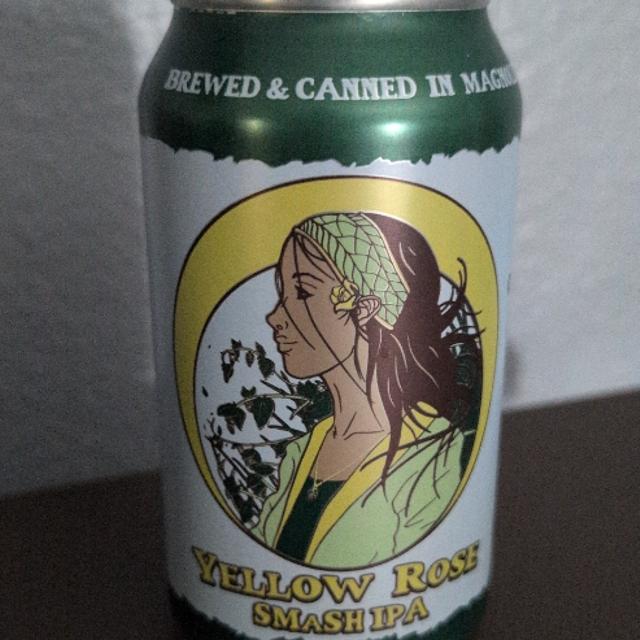 BREWED & CANNED IN
YELLOW ROSE
SMASH IPA